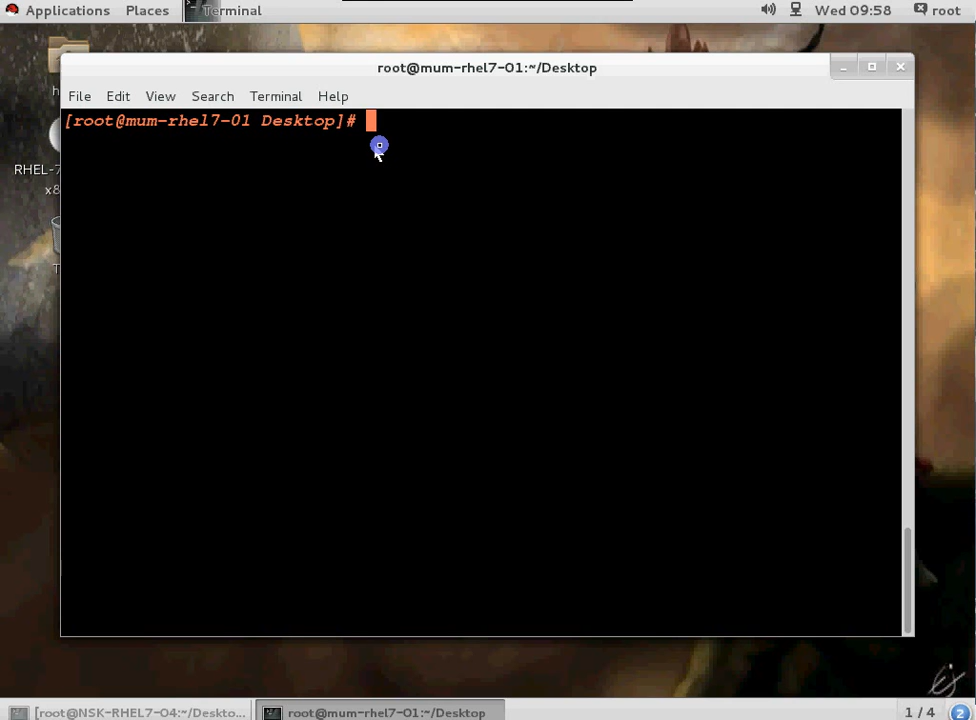 Applications Places Terminal Wed 09:58 root
root@mum-rhel7-01:~/Desktop
File Edit View Search Terminal Help
[root@mum-rhel7-01 Desktop]#
h
RHEL-7
x8
T
[root@NSK-RHEL7-04:~/Deskto...
root@mum-rhel7-01:~/Desktop
1 / 4
2